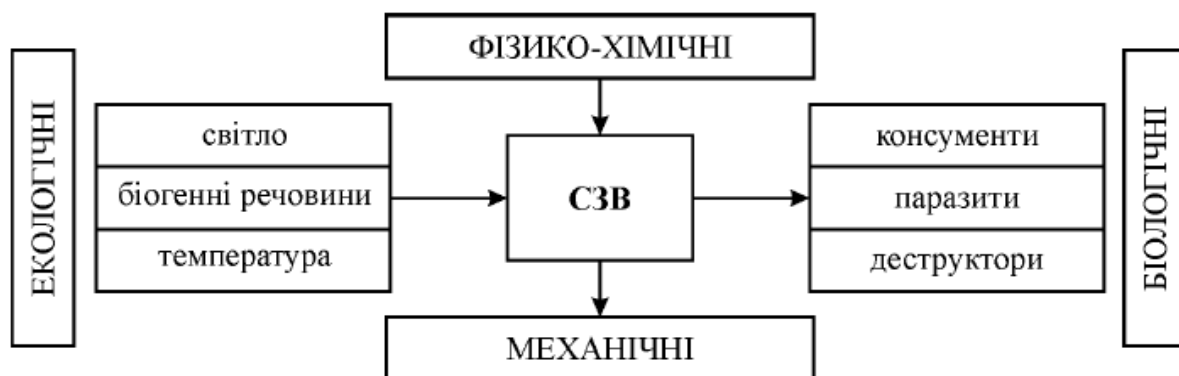 ФІЗИКО-ХІМІЧНІ
ЕКОЛОГІЧНІ
світло
біогенні речовини
температура
СЗВ
консументи
паразити
деструктори
БІОЛОГІЧНІ
МЕХАНІЧНІ